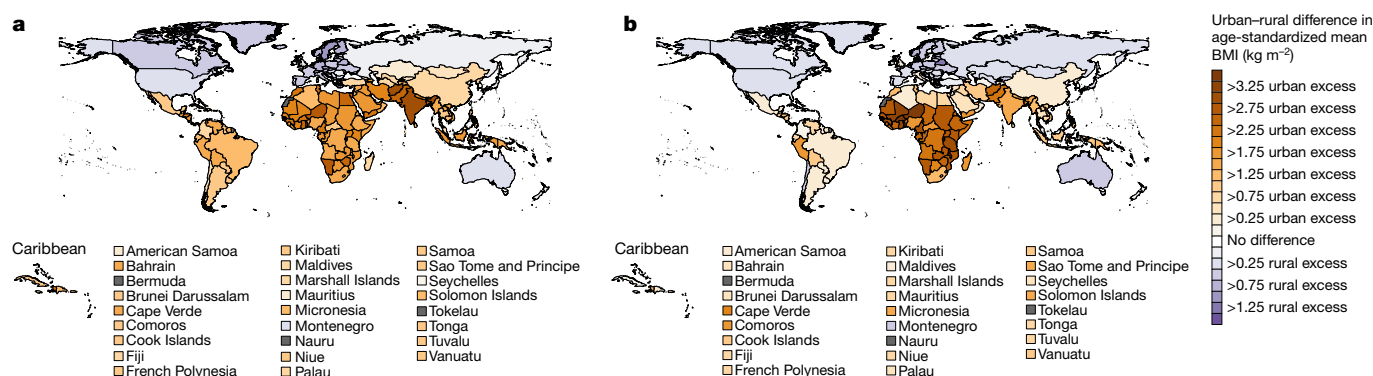 a
Caribbean
American Samoa
Bahrain
Bermuda
Brunei Darussalam
Cape Verde
Comoros
Cook Islands
Fiji
French Polynesia
Kiribati
Maldives
Marshall Islands
Mauritius
Micronesia
Montenegro
Nauru
Niue
Palau
Samoa
Sao Tome and Principe
Seychelles
Solomon Islands
Tokelau
Tonga
Tuvalu
Vanuatu
b
Caribbean
American Samoa
Bahrain
Bermuda
Brunei Darussalam
Cape Verde
Comoros
Cook Islands
Fiji
French Polynesia
Kiribati
Maldives
Marshall Islands
Mauritius
Micronesia
Montenegro
Nauru
Niue
Palau
Samoa
Sao Tome and Principe
Seychelles
Solomon Islands
Tokelau
Tonga
Tuvalu
Vanuatu
Urban–rural difference in
age-standardized mean
BMI (kg m⁻²)
>3.25 urban excess
>2.75 urban excess
>2.25 urban excess
>1.75 urban excess
>1.25 urban excess
>0.75 urban excess
>0.25 urban excess
No difference
>0.25 rural excess
>0.75 rural excess
>1.25 rural excess